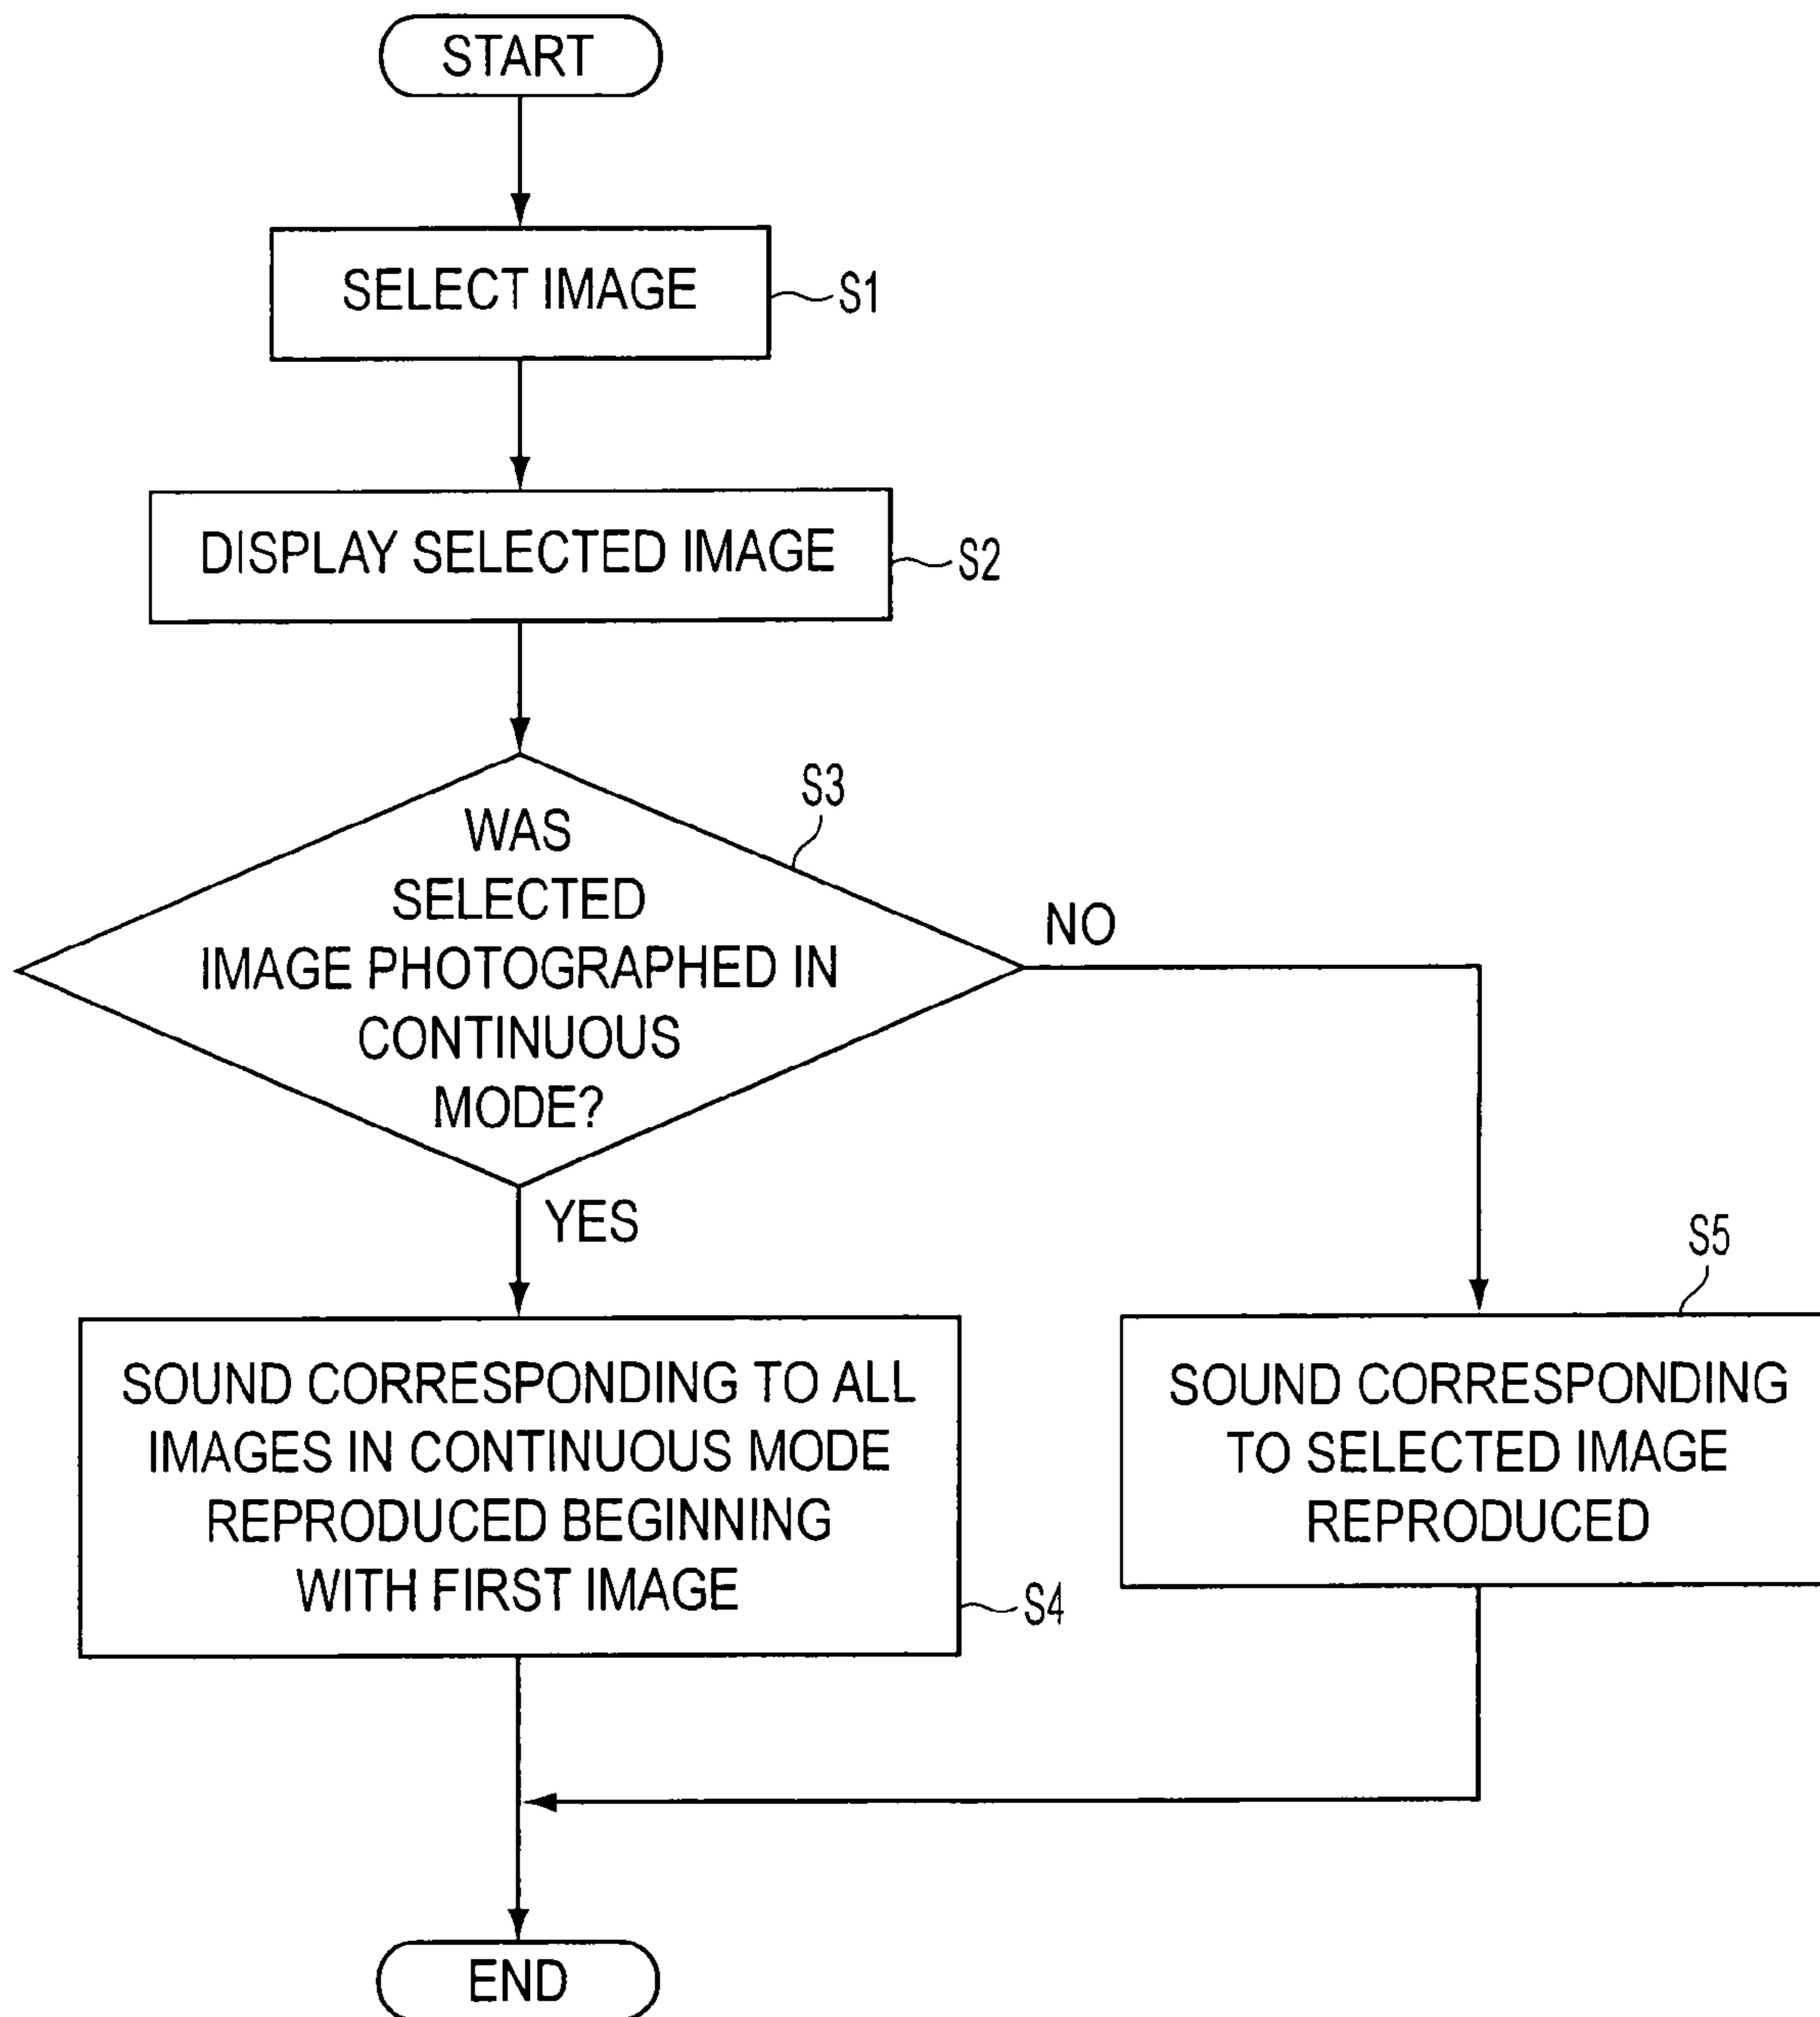 START
SELECT IMAGE
S1
DISPLAY SELECTED IMAGE
S2
S3
WAS
SELECTED
IMAGE PHOTOGRAPHED IN
CONTINUOUS
MODE?
NO
YES
SOUND CORRESPONDING TO ALL
IMAGES IN CONTINUOUS MODE
REPRODUCED BEGINNING
WITH FIRST IMAGE
S4
S5
SOUND CORRESPONDING
TO SELECTED IMAGE
REPRODUCED
END